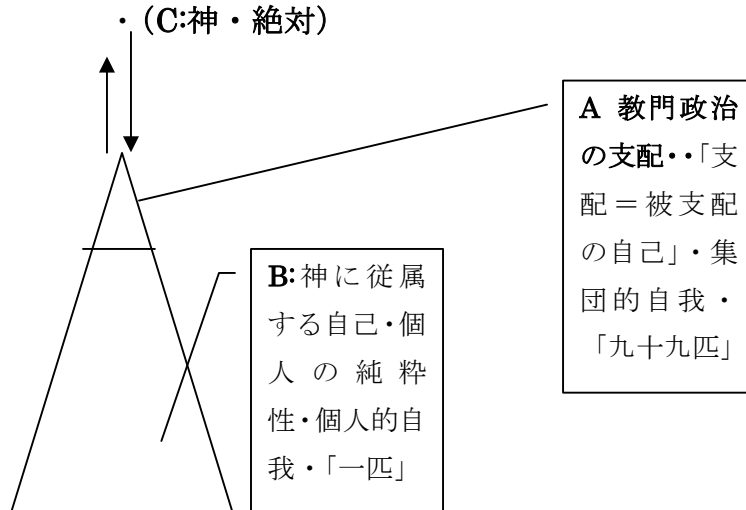 ・(C:神・絶対)
A 教門政治
の支配・・「支
配＝被支配
の自己」・集
団的自我・
「九十九匹」
B:神に従属
する自己・個
人の純粋
性・個人的自
我・「一匹」